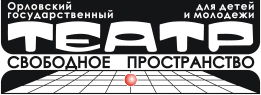 Орловский для детей
государственный и молодежи
ТЕАТР
СВОБОДНОЕ ПРОСТРАНСТВО